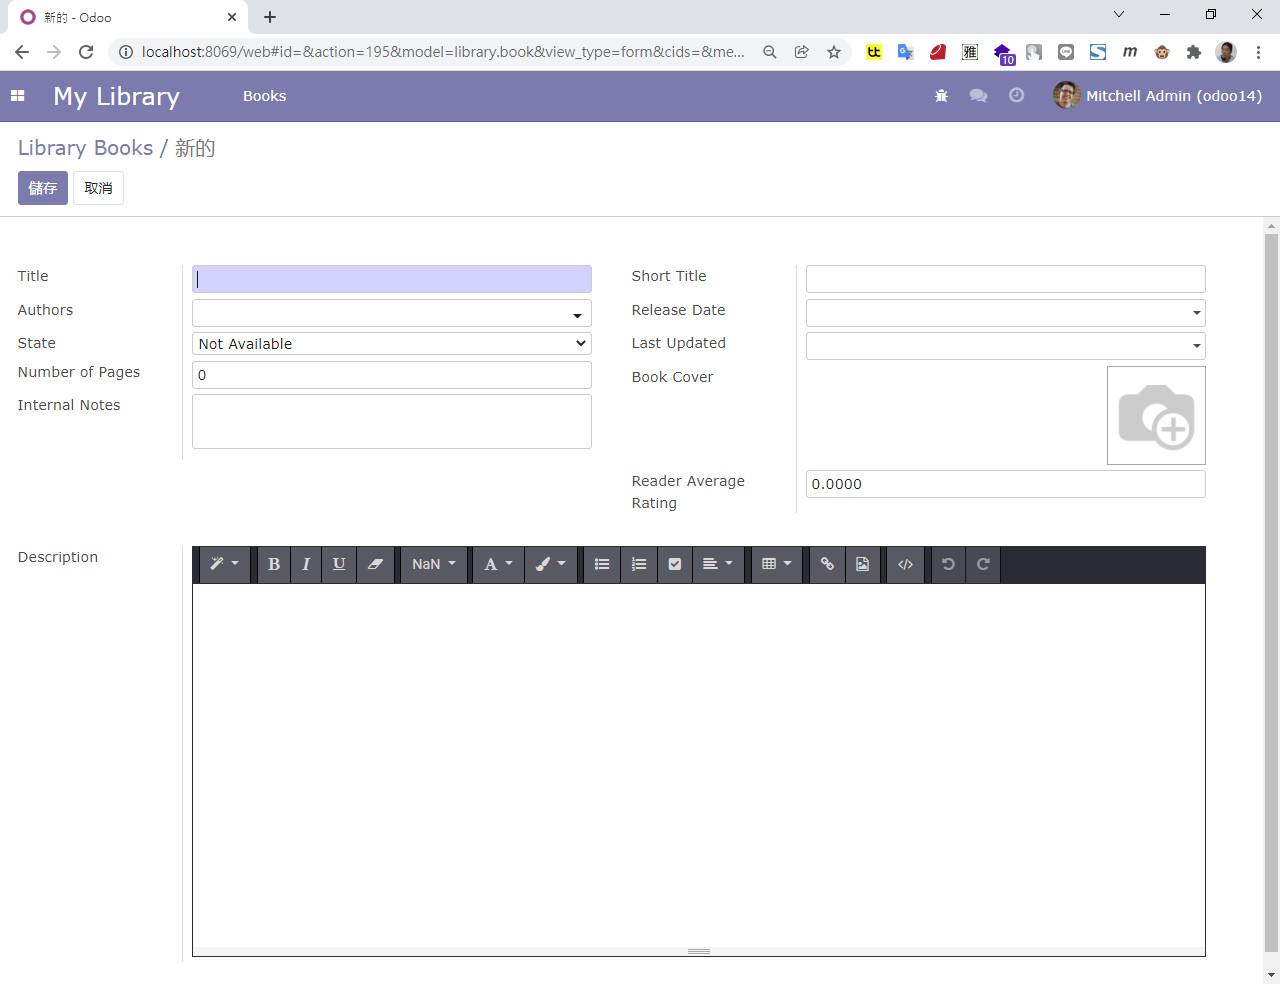 新的 - Odoo
localhost:8069/web#id=&action=195&model=library.book&view_type=form&cids=&me...
tt
雅
10
S
m
My Library
Books
Mitchell Admin (odoo14)
Library Books / 新的
儲存
取消
Title
Short Title
Authors
Release Date
State
Not Available
Last Updated
Number of Pages
0
Book Cover
Internal Notes
Reader Average
Rating
0.0000
Description
B
I
U
NaN
A